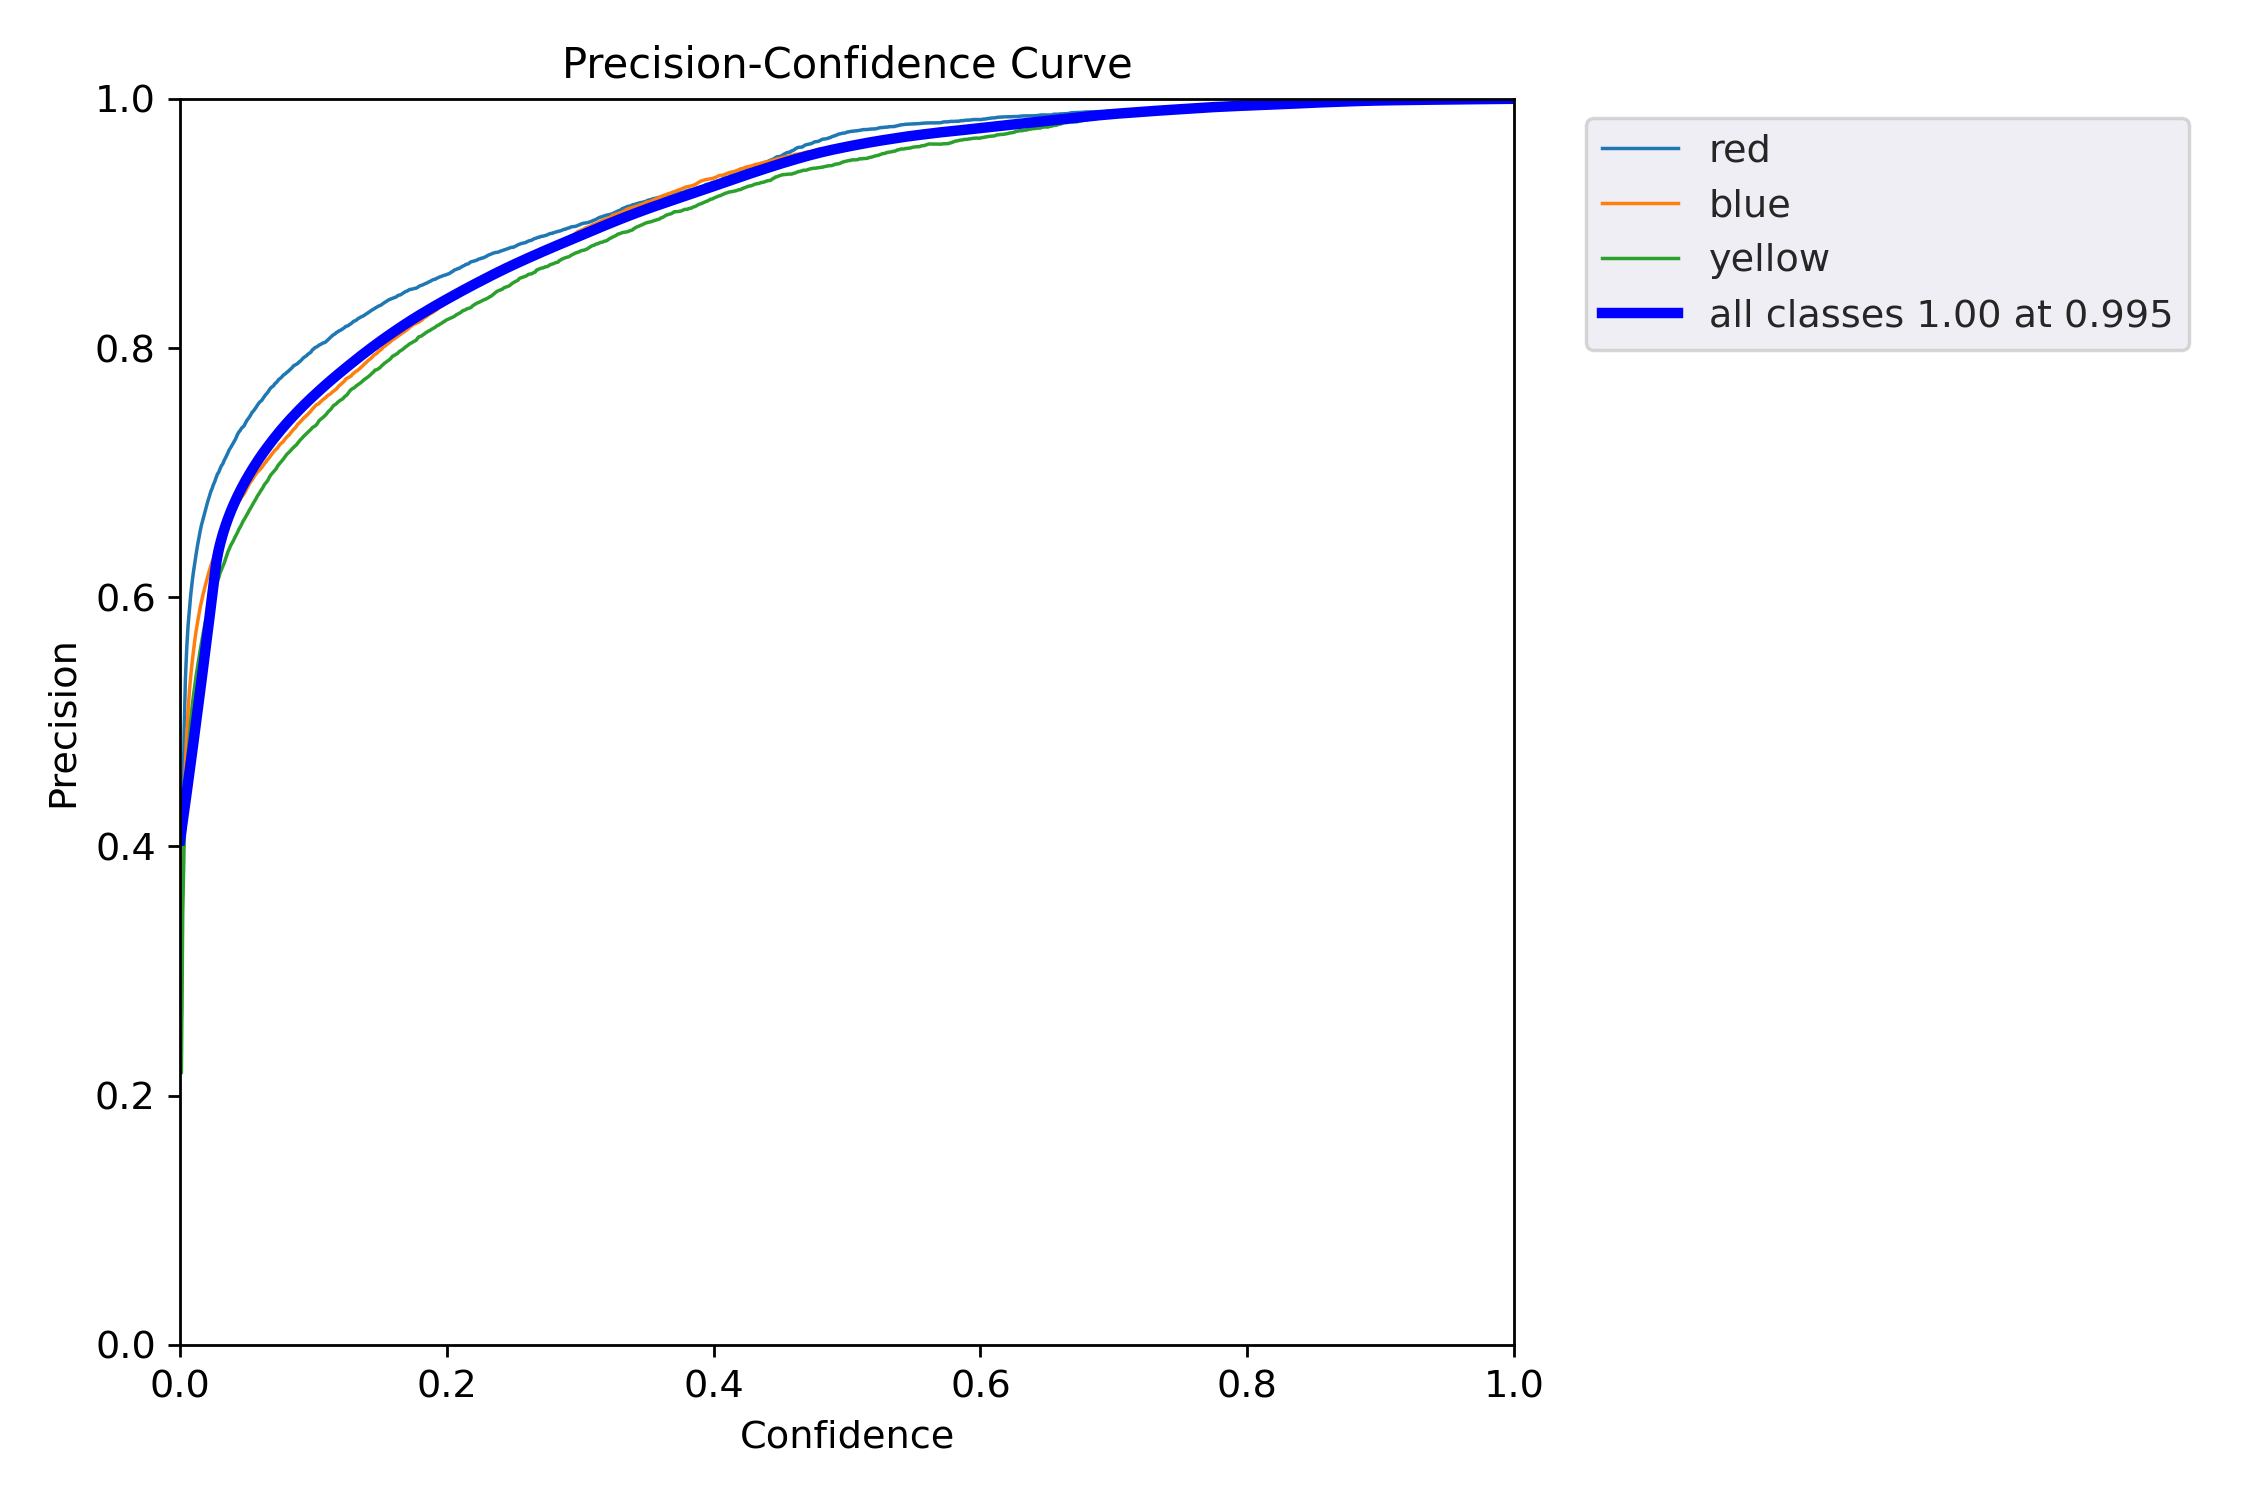 Precision-Confidence Curve
1.0
0.8
0.6
0.4
0.2
0.0
Precision
0.0 0.2 0.4 0.6 0.8 1.0
Confidence
red
blue
yellow
all classes 1.00 at 0.995